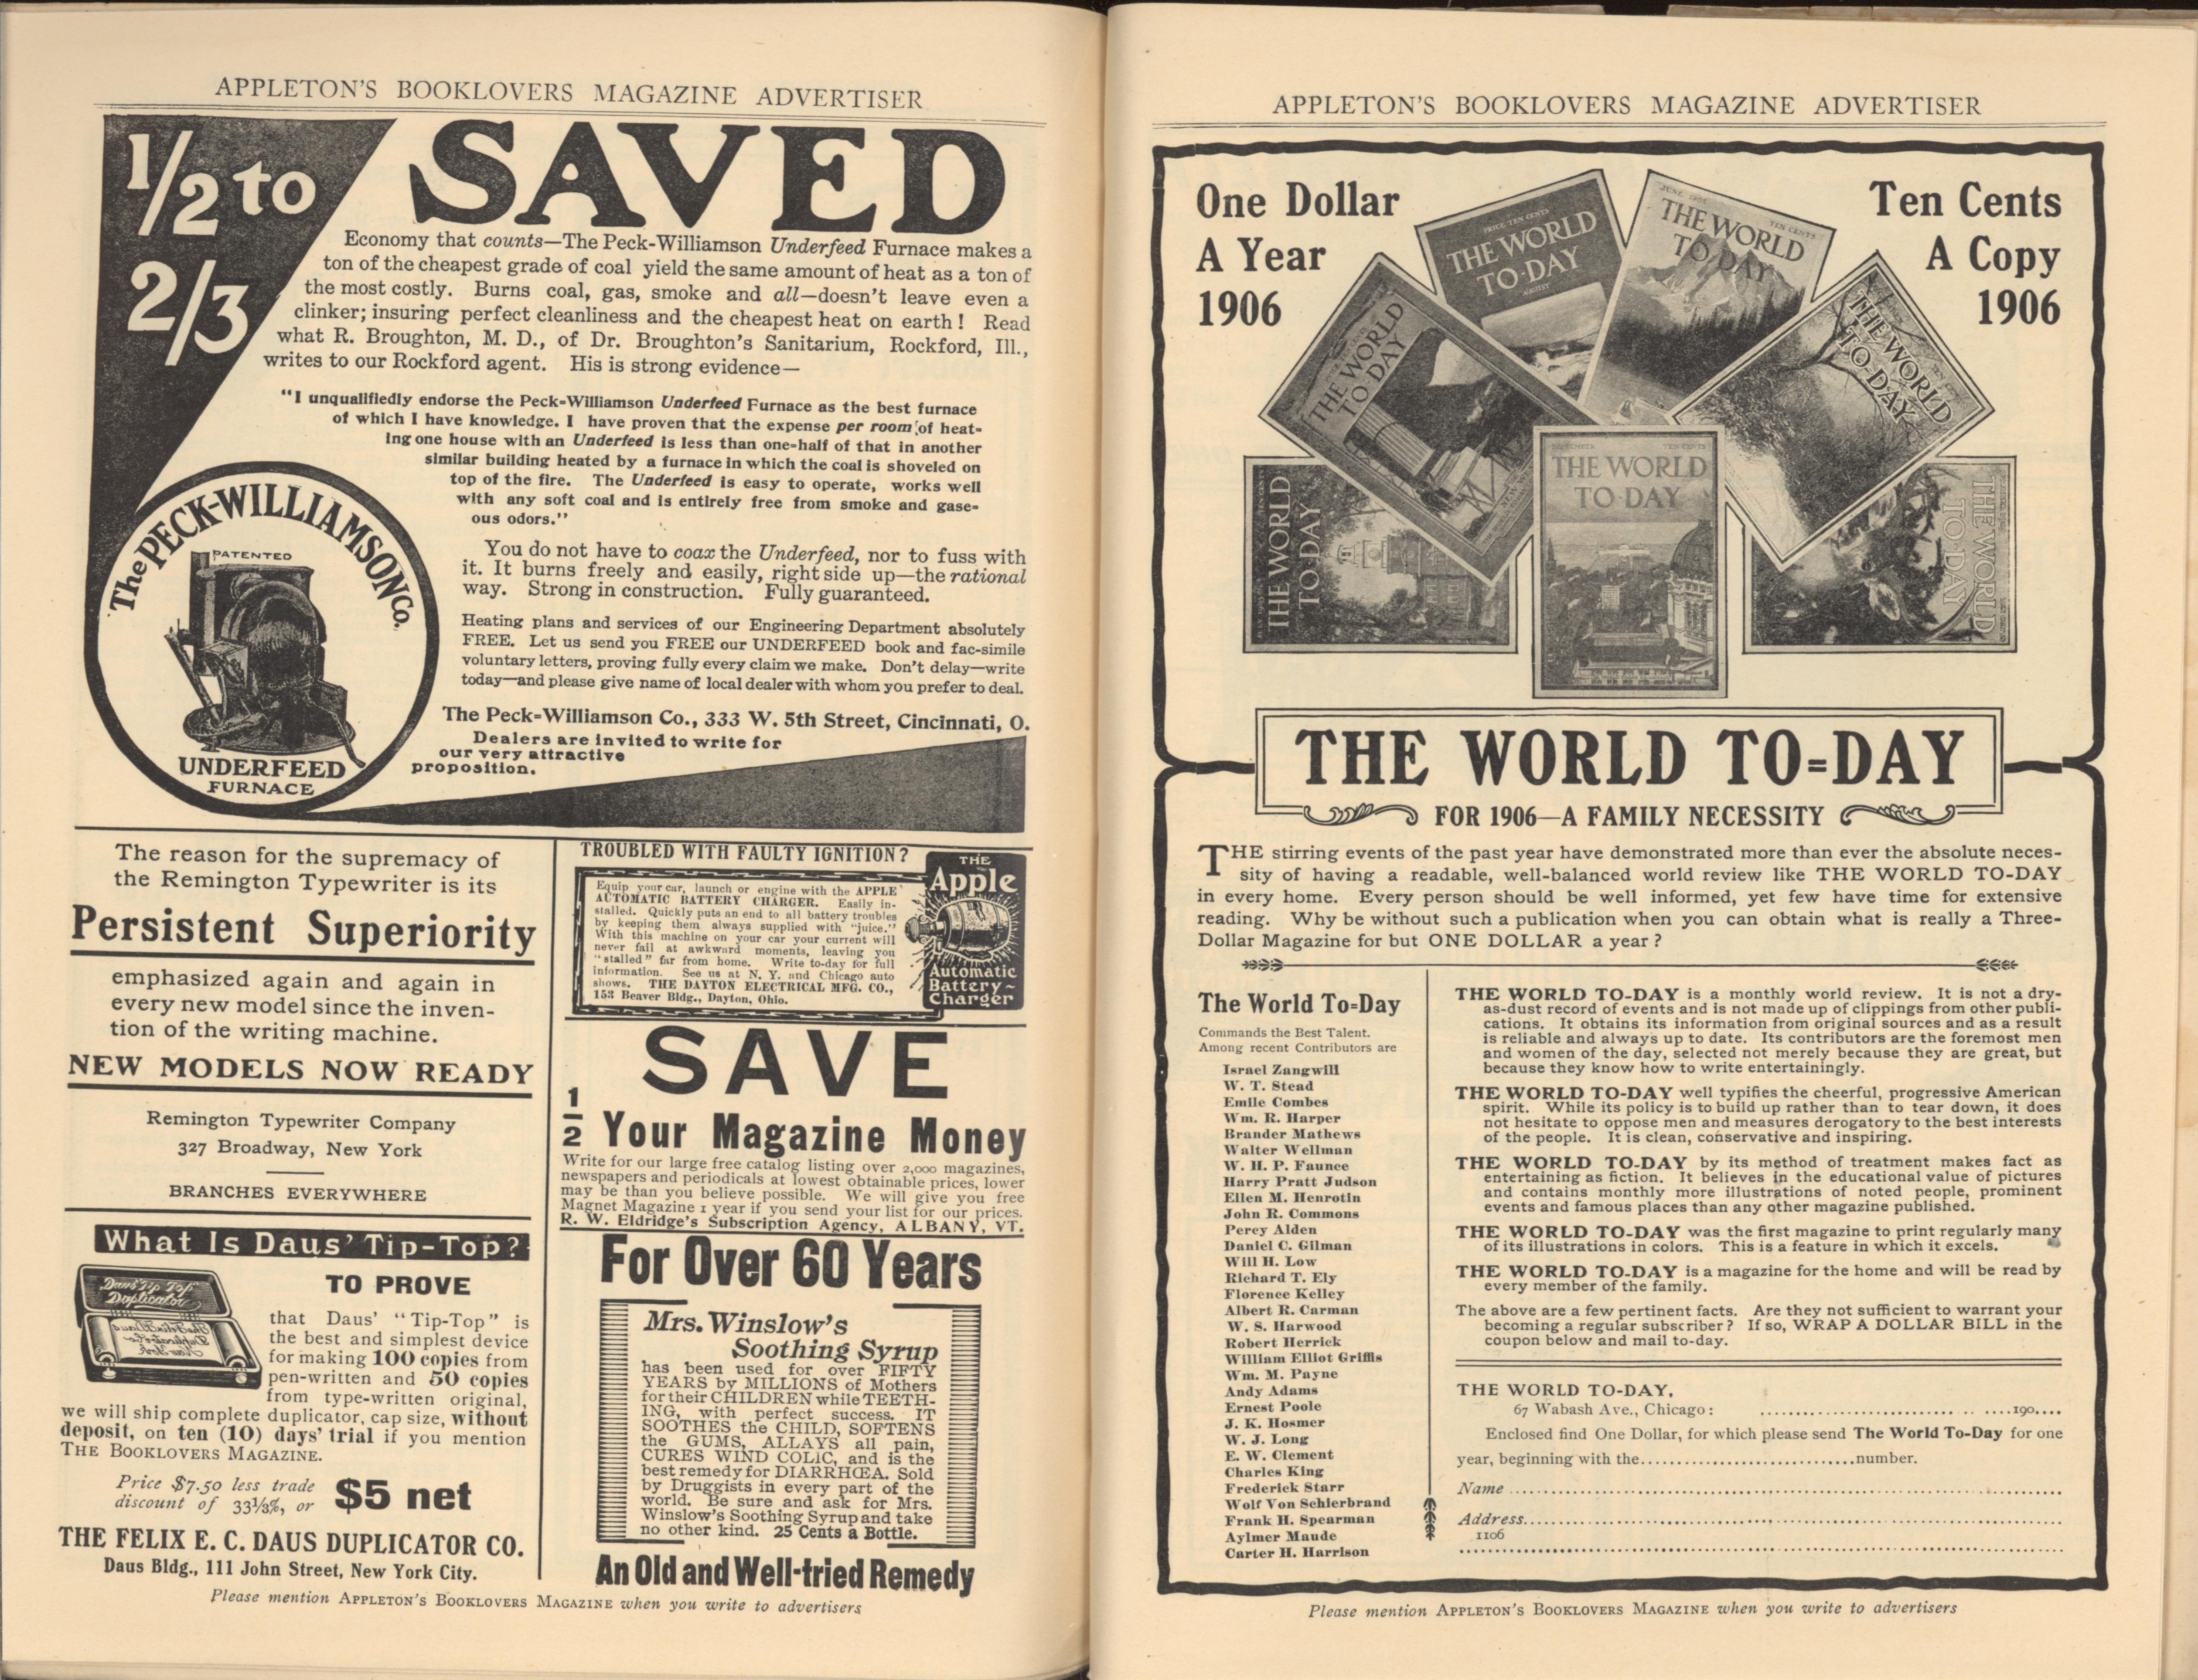 APPLETON'S BOOKLOVERS MAGAZINE ADVERTISER
1/2 to
2/3
SAVED
Economy that counts—The Peck-Williamson Underfeed Furnace makes a
ton of the cheapest grade of coal yield the same amount of heat as a ton of
the most costly. Burns coal, gas, smoke and all—doesn't leave even a
clinker; insuring perfect cleanliness and the cheapest heat on earth! Read
what R. Broughton, M. D., of Dr. Broughton's Sanitarium, Rockford, Ill.,
writes to our Rockford agent. His is strong evidence—
"I unqualifiedly endorse the Peck-Williamson Underfeed Furnace as the best furnace
of which I have knowledge. I have proven that the expense per room of heat-
ing one house with an Underfeed is less than one-half of that in another
similar building heated by a furnace in which the coal is shoveled on
top of the fire. The Underfeed is easy to operate, works well
with any soft coal and is entirely free from smoke and gase-
ous odors."
The PECK-WILLIAMSON Co.
PATENTED
UNDERFEED
FURNACE
You do not have to coax the Underfeed, nor to fuss with
it. It burns freely and easily, right side up—the rational
way. Strong in construction. Fully guaranteed.
Heating plans and services of our Engineering Department absolutely
FREE. Let us send you FREE our UNDERFEED book and fac-simile
voluntary letters, proving fully every claim we make. Don't delay—write
today—and please give name of local dealer with whom you prefer to deal.
The Peck-Williamson Co., 333 W. 5th Street, Cincinnati, O.
Dealers are invited to write for
our very attractive
proposition.
The reason for the supremacy of
the Remington Typewriter is its
Persistent Superiority
emphasized again and again in
every new model since the inven-
tion of the writing machine.
NEW MODELS NOW READY
Remington Typewriter Company
327 Broadway, New York
BRANCHES EVERYWHERE
What Is Daus' Tip-Top?
Daus Tip Top
Duplicator
TO PROVE
that Daus' "Tip-Top" is
the best and simplest device
for making 100 copies from
pen-written and 50 copies
from type-written original,
we will ship complete duplicator, cap size, without
deposit, on ten (10) days' trial if you mention
THE BOOKLOVERS MAGAZINE.
Price $7.50 less trade
discount of 33⅓%, or
$5 net
THE FELIX E. C. DAUS DUPLICATOR CO.
Daus Bldg., 111 John Street, New York City.
TROUBLED WITH FAULTY IGNITION?
Equip your car, launch or engine with the APPLE
AUTOMATIC BATTERY CHARGER. Easily in-
stalled. Quickly puts an end to all battery troubles
by keeping them always supplied with "juice."
With this machine on your car your current will
never fail at awkward moments, leaving you
"stalled" far from home. Write to-day for full
information. See us at N. Y. and Chicago auto
shows. THE DAYTON ELECTRICAL MFG. CO.,
153 Beaver Bldg., Dayton, Ohio.
THE
Apple
Automatic
Battery-
Charger
SAVE
1/2 Your Magazine Money
Write for our large free catalog listing over 2,000 magazines,
newspapers and periodicals at lowest obtainable prices, lower
may be than you believe possible. We will give you free
Magnet Magazine 1 year if you send your list for our prices.
R. W. Eldridge's Subscription Agency, ALBANY, VT.
For Over 60 Years
Mrs. Winslow's
Soothing Syrup
has been used for over FIFTY
YEARS by MILLIONS of Mothers
for their CHILDREN while TEETH-
ING, with perfect success. IT
SOOTHES the CHILD, SOFTENS
the GUMS, ALLAYS all pain,
CURES WIND COLIC, and is the
best remedy for DIARRHŒA. Sold
by Druggists in every part of the
world. Be sure and ask for Mrs.
Winslow's Soothing Syrup and take
no other kind. 25 Cents a Bottle.
An Old and Well-tried Remedy
Please mention APPLETON'S BOOKLOVERS MAGAZINE when you write to advertisers
APPLETON'S BOOKLOVERS MAGAZINE ADVERTISER
One Dollar
A Year
1906
Ten Cents
A Copy
1906
PRICE TEN CENTS
THE WORLD
TO-DAY
AUGUST
JUNE 1905 TEN CENTS
THE WORLD
TO-DAY
THE WORLD
TO DAY
THE WORLD
TO-DAY
TEN CENTS
THE WORLD
TO DAY
TEN CENTS
THE WORLD
TO DAY
THE WORLD
TO DAY
THE WORLD TO=DAY
FOR 1906—A FAMILY NECESSITY
THE stirring events of the past year have demonstrated more than ever the absolute neces-
sity of having a readable, well-balanced world review like THE WORLD TO-DAY
in every home. Every person should be well informed, yet few have time for extensive
reading. Why be without such a publication when you can obtain what is really a Three-
Dollar Magazine for but ONE DOLLAR a year?
The World To=Day
Commands the Best Talent.
Among recent Contributors are
Israel Zangwill
W. T. Stead
Emile Combes
Wm. R. Harper
Brander Mathews
Walter Wellman
W. H. P. Faunce
Harry Pratt Judson
Ellen M. Henrotin
John R. Commons
Percy Alden
Daniel C. Gilman
Will H. Low
Richard T. Ely
Florence Kelley
Albert R. Carman
W. S. Harwood
Robert Herrick
William Elliot Griffis
Wm. M. Payne
Andy Adams
Ernest Poole
J. K. Hosmer
W. J. Long
E. W. Clement
Charles King
Frederick Starr
Wolf Von Schierbrand
Frank H. Spearman
Aylmer Maude
Carter H. Harrison
THE WORLD TO-DAY is a monthly world review. It is not a dry-
as-dust record of events and is not made up of clippings from other publi-
cations. It obtains its information from original sources and as a result
is reliable and always up to date. Its contributors are the foremost men
and women of the day, selected not merely because they are great, but
because they know how to write entertainingly.
THE WORLD TO-DAY well typifies the cheerful, progressive American
spirit. While its policy is to build up rather than to tear down, it does
not hesitate to oppose men and measures derogatory to the best interests
of the people. It is clean, conservative and inspiring.
THE WORLD TO-DAY by its method of treatment makes fact as
entertaining as fiction. It believes in the educational value of pictures
and contains monthly more illustrations of noted people, prominent
events and famous places than any other magazine published.
THE WORLD TO-DAY was the first magazine to print regularly many
of its illustrations in colors. This is a feature in which it excels.
THE WORLD TO-DAY is a magazine for the home and will be read by
every member of the family.
The above are a few pertinent facts. Are they not sufficient to warrant your
becoming a regular subscriber? If so, WRAP A DOLLAR BILL in the
coupon below and mail to-day.
THE WORLD TO-DAY,
67 Wabash Ave., Chicago: ........................190....
Enclosed find One Dollar, for which please send The World To-Day for one
year, beginning with the..............................number.
Name ..............................
Address..............................
1106
Please mention APPLETON'S BOOKLOVERS MAGAZINE when you write to advertisers